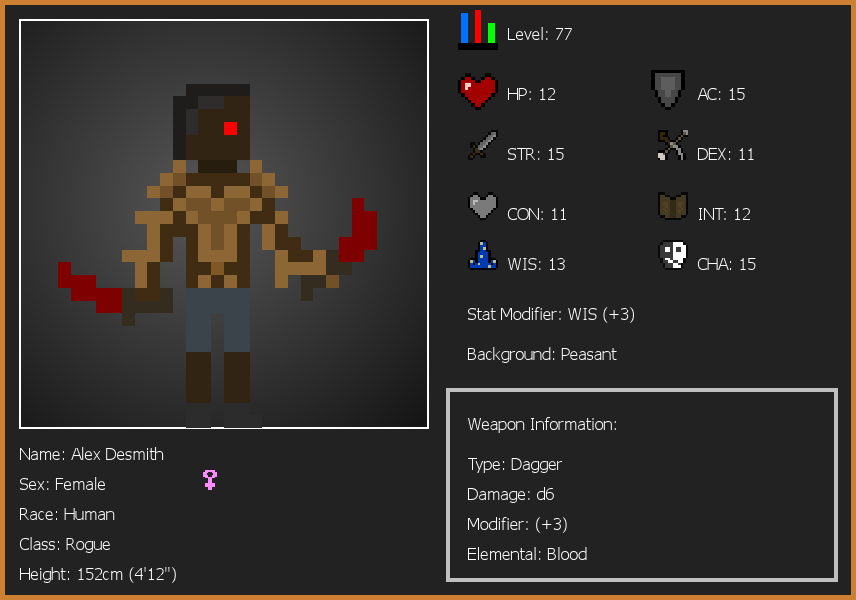 Level: 77
HP: 12
AC: 15
STR: 15
DEX: 11
CON: 11
INT: 12
WIS: 13
CHA: 15
Stat Modifier: WIS (+3)
Background: Peasant
Weapon Information:
Type: Dagger
Damage: d6
Modifier: (+3)
Elemental: Blood
Name: Alex Desmith
Sex: Female
Race: Human
Class: Rogue
Height: 152cm (4'12")